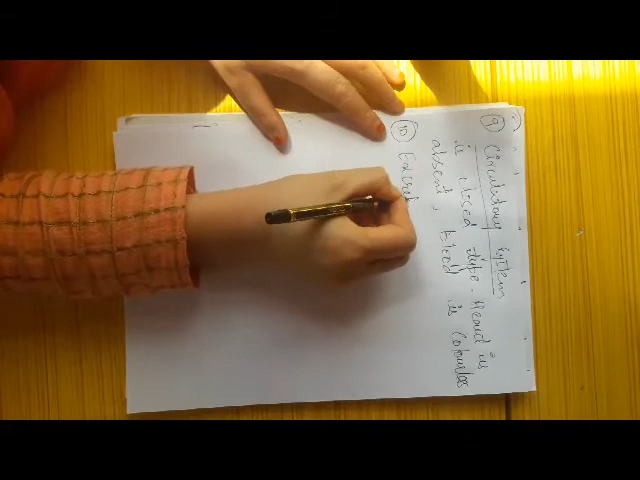 9 Circulatory system
is closed type. Heart is
absent, blood is Colourless
10 Excret